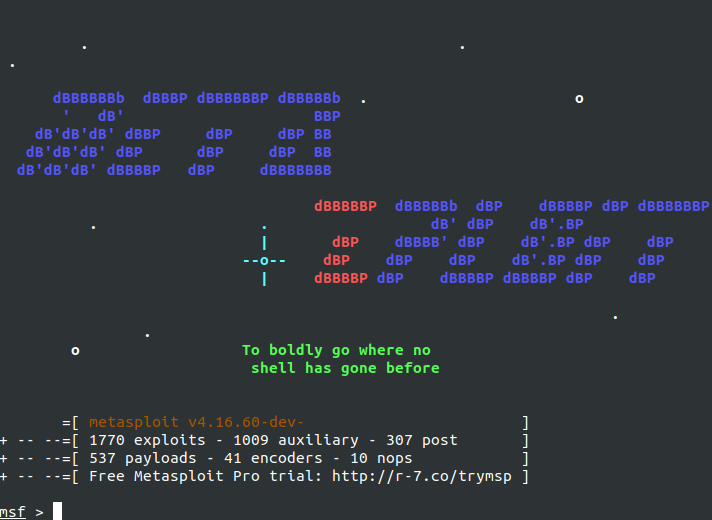 .                                         .
 .

      dBBBBBBb  dBBBP dBBBBBBP dBBBBBb  .                       o
       '   dB'                     BBP
    dB'dB'dB' dBBP     dBP     dBP BB
   dB'dB'dB' dBP      dBP     dBP  BB
  dB'dB'dB' dBBBBP   dBP     dBBBBBBB

                                   dBBBBBP  dBBBBBb  dBP    dBBBBP dBP dBBBBBBP
          .                  .                  dB' dBP    dB'.BP
                             |       dBP    dBBBB' dBP    dB'.BP dBP    dBP
                           --o--    dBP    dBP    dBP    dB'.BP dBP    dBP
                             |     dBBBBP dBP    dBBBBP dBBBBP dBP    dBP

                                                                    .
                .
        o                  To boldly go where no
                            shell has gone before

       =[ metasploit v4.16.60-dev-                        ]
+ -- --=[ 1770 exploits - 1009 auxiliary - 307 post       ]
+ -- --=[ 537 payloads - 41 encoders - 10 nops            ]
+ -- --=[ Free Metasploit Pro trial: http://r-7.co/trymsp ]

msf >